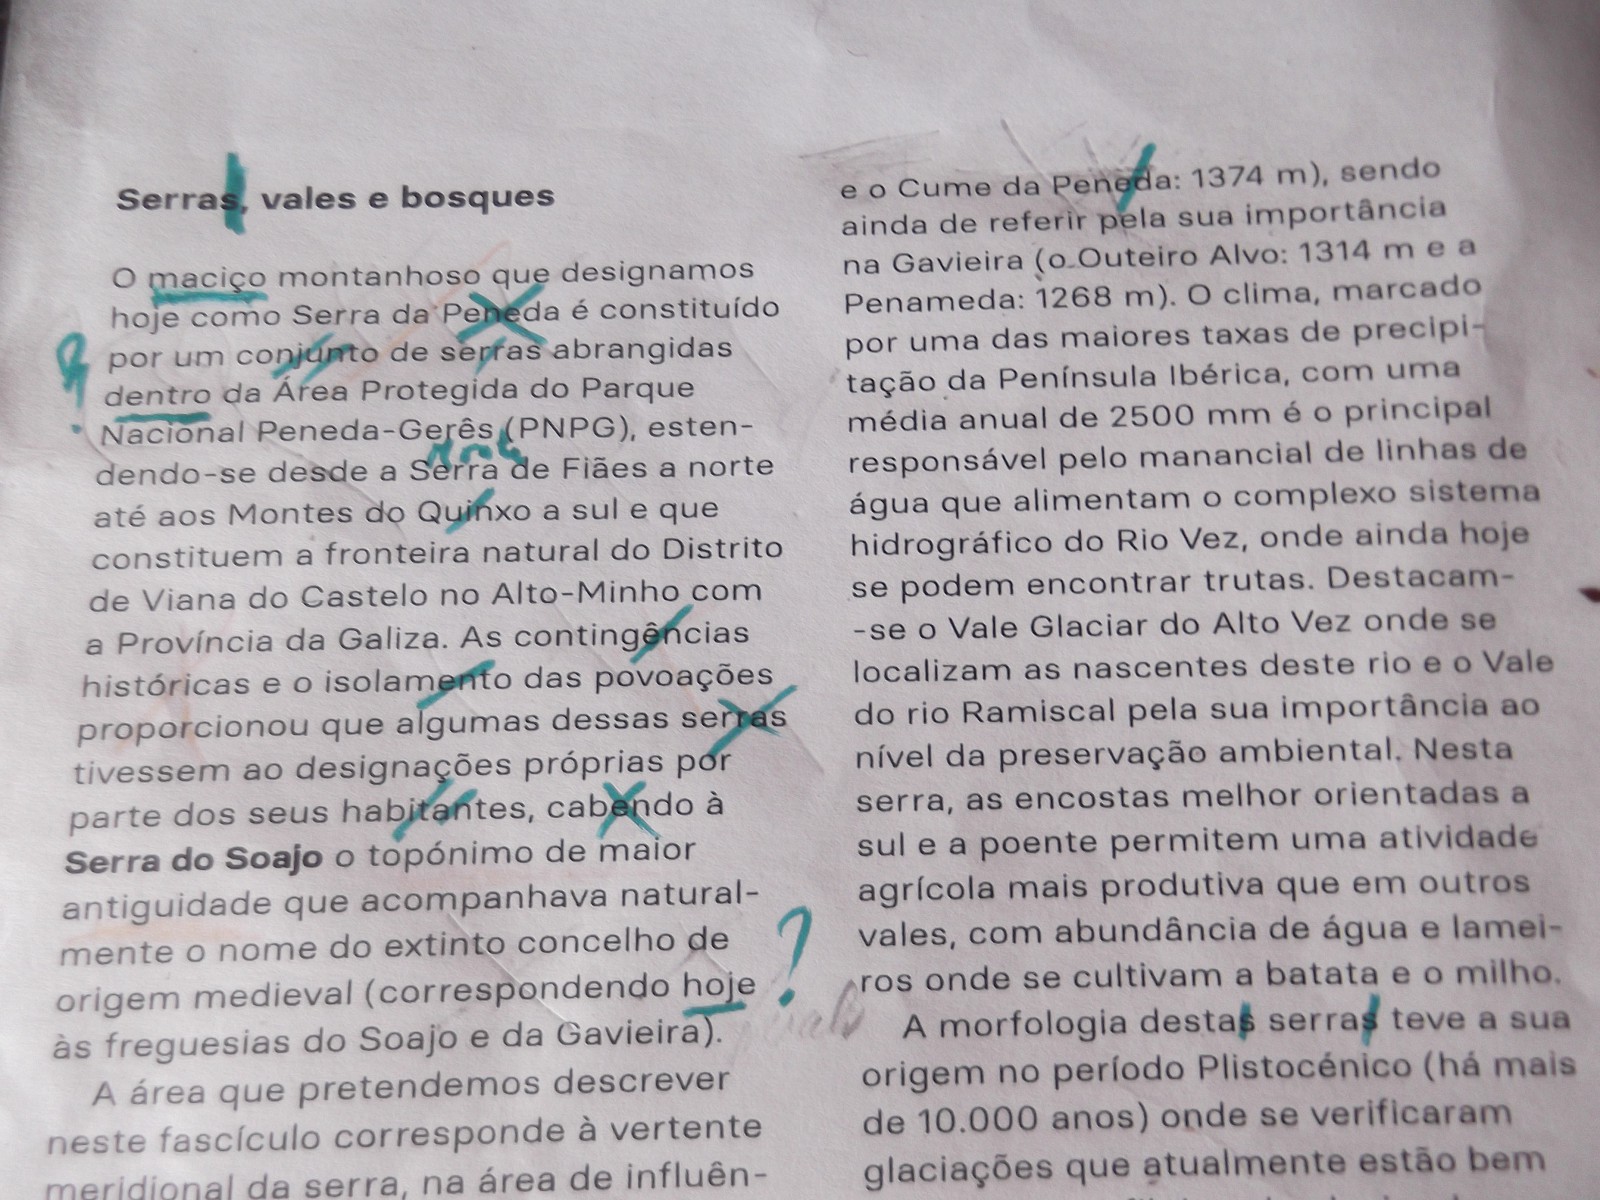 Serras, vales e bosques
O maciço montanhoso que designamos
hoje como Serra da Peneda é constituído
por um conjunto de serras abrangidas
dentro da Área Protegida do Parque
Nacional Peneda-Gerês (PNPG), esten-
dendo-se desde a Serra de Fiães a norte
até aos Montes do Quinxo a sul e que
constituem a fronteira natural do Distrito
de Viana do Castelo no Alto-Minho com
a Província da Galiza. As contingências
históricas e o isolamento das povoações
proporcionou que algumas dessas serras
tivessem ao designações próprias por
parte dos seus habitantes, cabendo à
Serra do Soajo o topónimo de maior
antiguidade que acompanhava natural-
mente o nome do extinto concelho de
origem medieval (correspondendo hoje
?
às freguesias do Soajo e da Gavieira).
A área que pretendemos descrever
neste fascículo corresponde à vertente
meridional da serra, na área de influên-
e o Cume da Peneda: 1374 m), sendo
ainda de referir pela sua importância
na Gavieira (o Outeiro Alvo: 1314 m e a
Penameda: 1268 m). O clima, marcado
por uma das maiores taxas de precipi-
tação da Península Ibérica, com uma
média anual de 2500 mm é o principal
responsável pelo manancial de linhas de
água que alimentam o complexo sistema
hidrográfico do Rio Vez, onde ainda hoje
se podem encontrar trutas. Destacam-
-se o Vale Glaciar do Alto Vez onde se
localizam as nascentes deste rio e o Vale
do rio Ramiscal pela sua importância ao
nível da preservação ambiental. Nesta
serra, as encostas melhor orientadas a
sul e a poente permitem uma atividade
agrícola mais produtiva que em outros
vales, com abundância de água e lamei-
ros onde se cultivam a batata e o milho.
A morfologia destas serras teve a sua
origem no período Plistocénico (há mais
de 10.000 anos) onde se verificaram
glaciações que atualmente estão bem